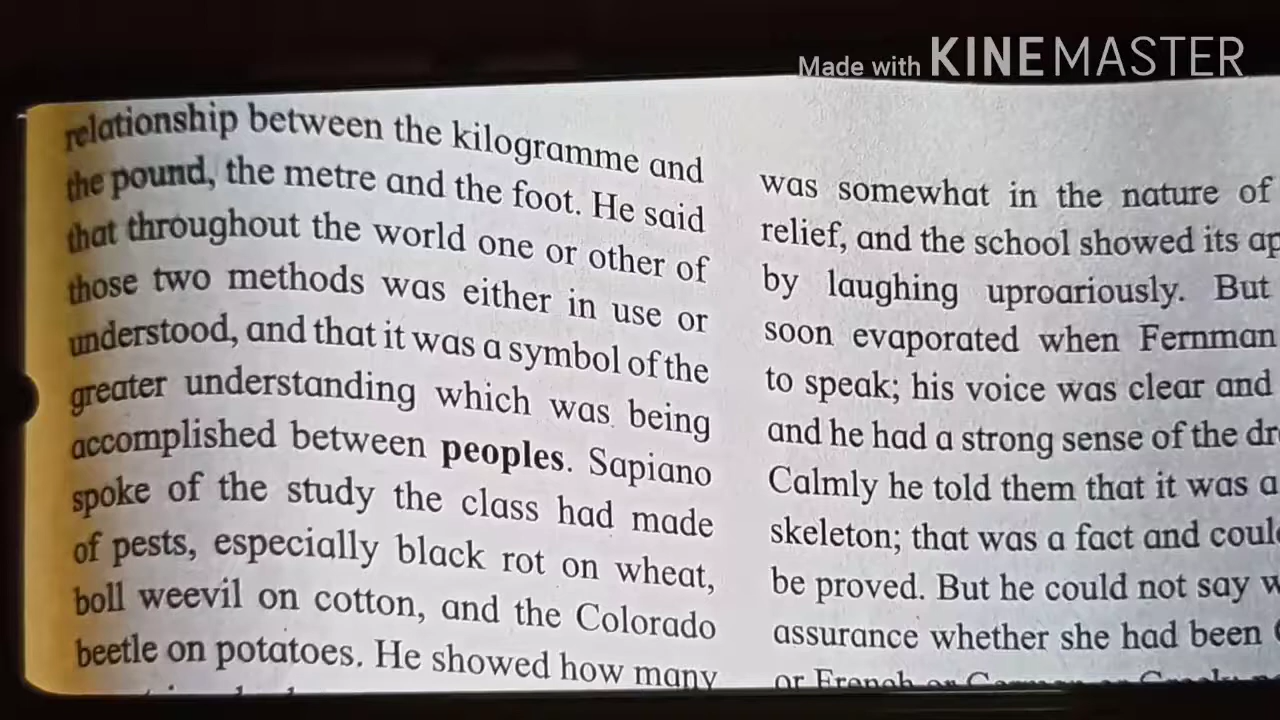 Made with KINEMASTER
relationship between the kilogramme and
the pound, the metre and the foot. He said
that throughout the world one or other of
those two methods was either in use or
understood, and that it was a symbol of the
greater understanding which was being
accomplished between peoples. Sapiano
spoke of the study the class had made
of pests, especially black rot on wheat,
boll weevil on cotton, and the Colorado
beetle on potatoes. He showed how many
was somewhat in the nature of
relief, and the school showed its
by laughing uproariously. But
soon evaporated when Fernman
to speak; his voice was clear and
and he had a strong sense of the
Calmly he told them that it was a
skeleton; that was a fact and
be proved. But he could not say
assurance whether she had been
or French or German or